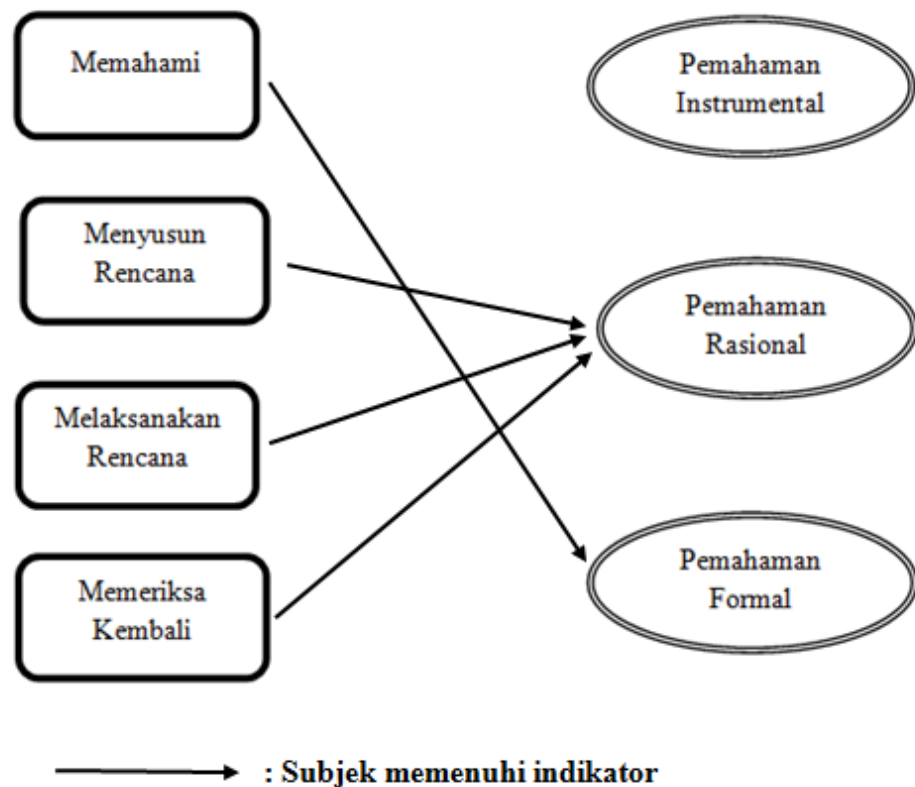 Memahami
Pemahaman
Instrumental
Menyusun
Rencana
Pemahaman
Rasional
Melaksanakan
Rencana
Pemahaman
Formal
Memeriksa
Kembali
: Subjek memenuhi indikator